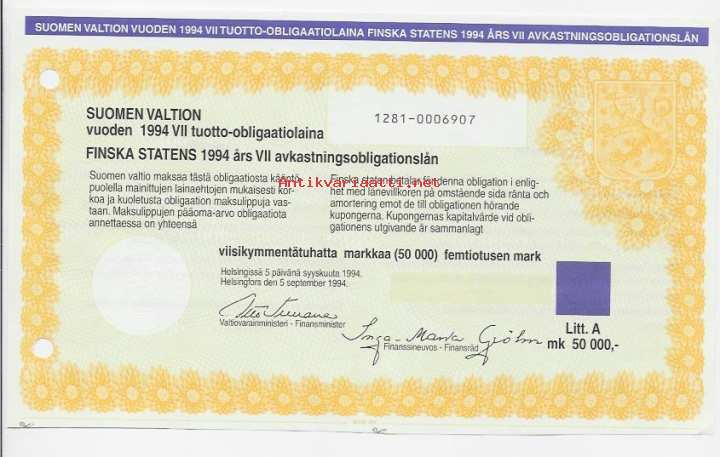 SUOMEN VALTION VUODEN 1994 VII TUOTTO-OBLIGAATIOLAINA FINSKA STATENS 1994 ÅRS VII AVKASTNINGSOBLIGATIONSLÅN
1281-0006907
SUOMEN VALTION
vuoden 1994 VII tuotto-obligaatiolaina
FINSKA STATENS 1994 års VII avkastningsobligationslån
Suomen valtio maksaa tästä obligaatiosta kääntö-
puolella mainittujen lainaehtojen mukaisesti kor-
koa ja kuoletusta obligaation maksulippuja vas-
taan. Maksulippujen pääoma-arvo obligaatiota
annettaessa on yhteensä
Finska staten betalar för denna obligation i enlig-
het med lånevillkoren på omstående sida ränta och
amortering emot de till obligationen hörande
kupongerna. Kupongernas kapitalvärde vid obli-
gationens utgivande är sammanlagt
Antikvariaatti.net
viisikymmentätuhatta markkaa (50 000) femtiotusen mark
Helsingissä 5 päivänä syyskuuta 1994.
Helsingfors den 5 september 1994.
Valtiovarainministeri - Finansminister
Inga-Maria Gröhn
Finanssineuvos - Finansråd
Litt. A
mk 50 000,-